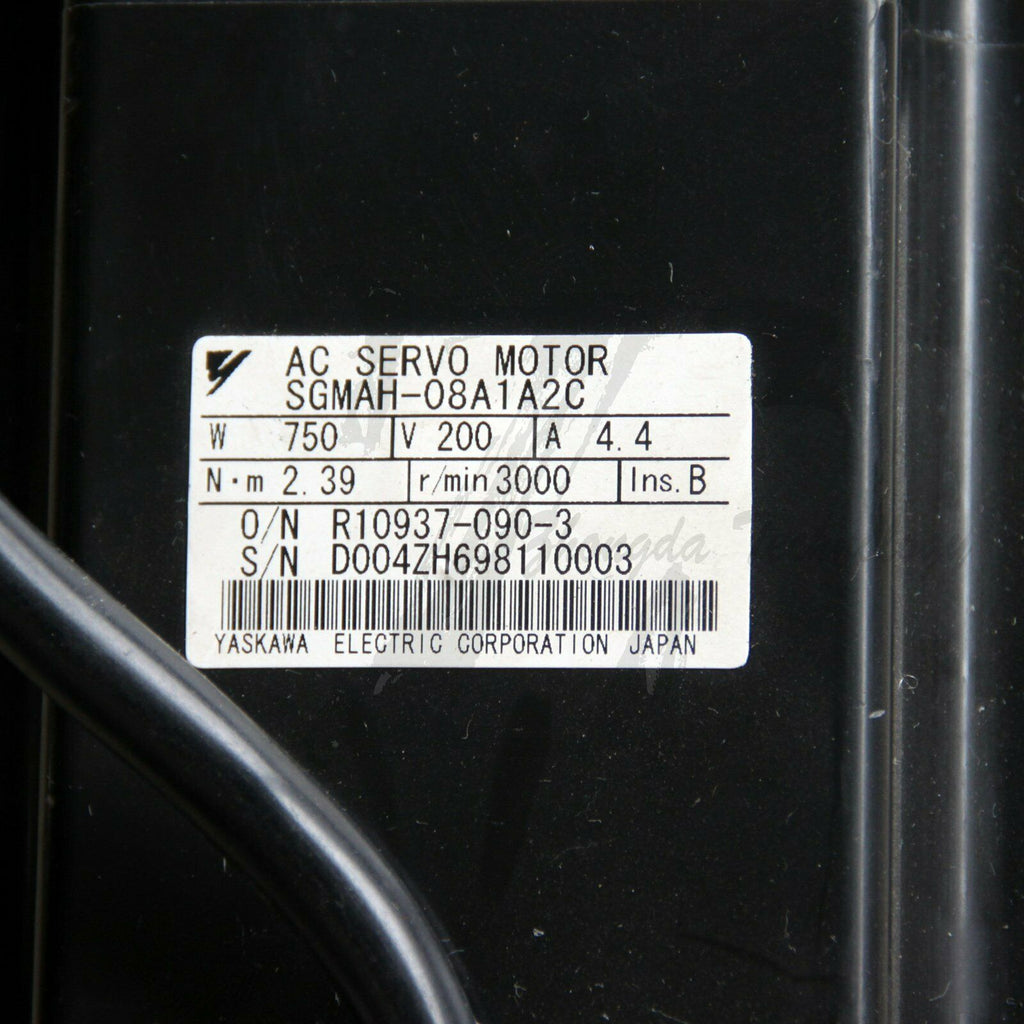 AC SERVO MOTOR
SGMAH-08A1A2C
W 750 V 200 A 4.4
N·m 2.39 r/min 3000 Ins. B
O/N R10937-090-3
S/N D004ZH698110003
YASKAWA ELECTRIC CORPORATION JAPAN